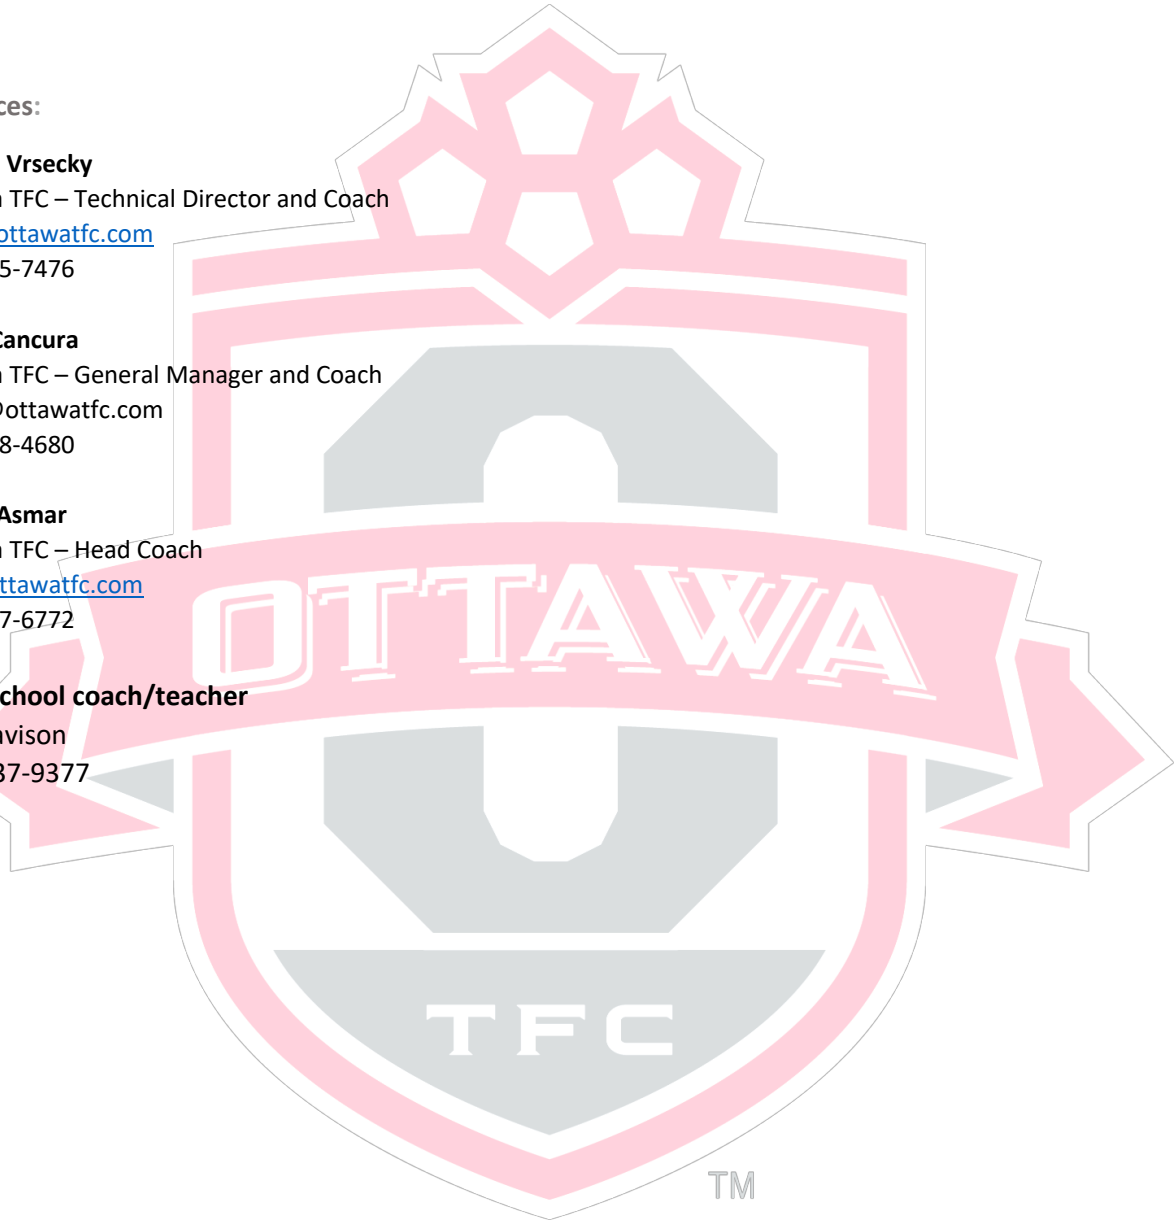 ces:
Vrsecky
TFC – Technical Director and Coach
ottawatfc.com
5-7476
Cancura
TFC – General Manager and Coach
@ottawatfc.com
8-4680
Asmar
TFC – Head Coach
ttawatfc.com
7-6772
chool coach/teacher
vison
37-9377
OTTAWA
TFC
TM